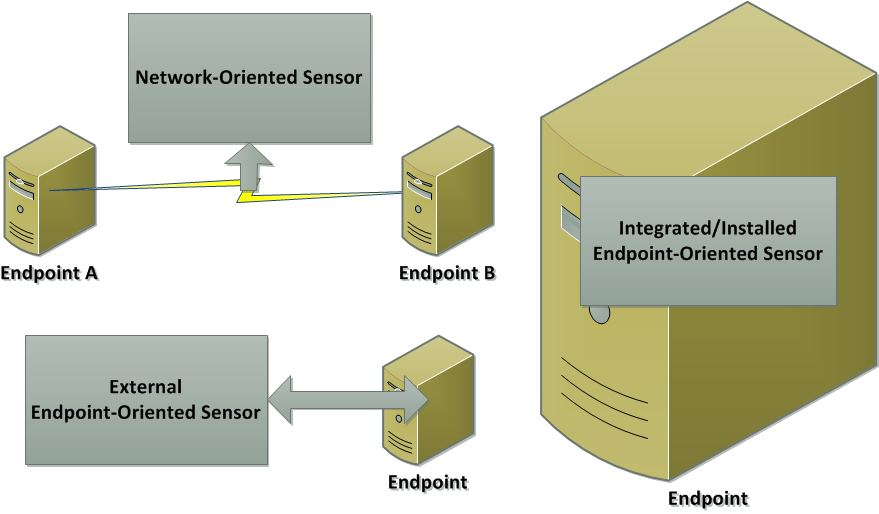 Network-Oriented Sensor
Endpoint A
Endpoint B
External
Endpoint-Oriented Sensor
Endpoint
Integrated/Installed
Endpoint-Oriented Sensor
Endpoint